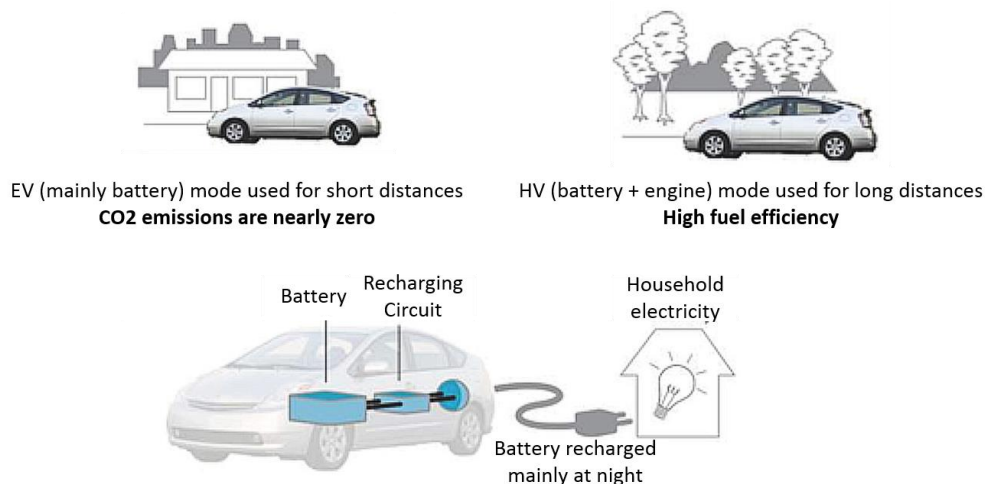 EV (mainly battery) mode used for short distances
CO2 emissions are nearly zero
HV (battery + engine) mode used for long distances
High fuel efficiency
Battery
Recharging
Circuit
Household
electricity
Battery recharged
mainly at night